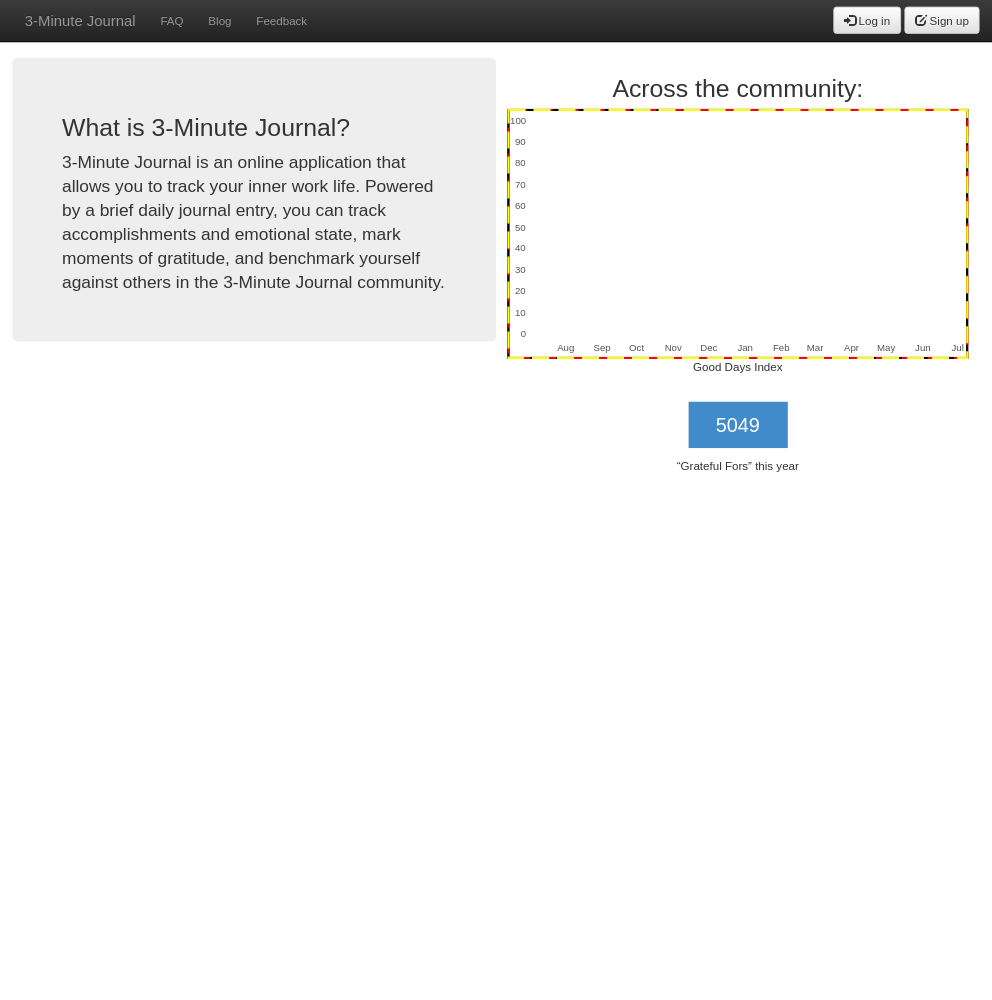 3-Minute Journal FAQ Blog Feedback Log in Sign up
What is 3-Minute Journal?
3-Minute Journal is an online application that
allows you to track your inner work life. Powered
by a brief daily journal entry, you can track
accomplishments and emotional state, mark
moments of gratitude, and benchmark yourself
against others in the 3-Minute Journal community.
Across the community:
100
90
80
70
60
50
40
30
20
10
0
Aug Sep Oct Nov Dec Jan Feb Mar Apr May Jun Jul
Good Days Index
5049
“Grateful Fors” this year